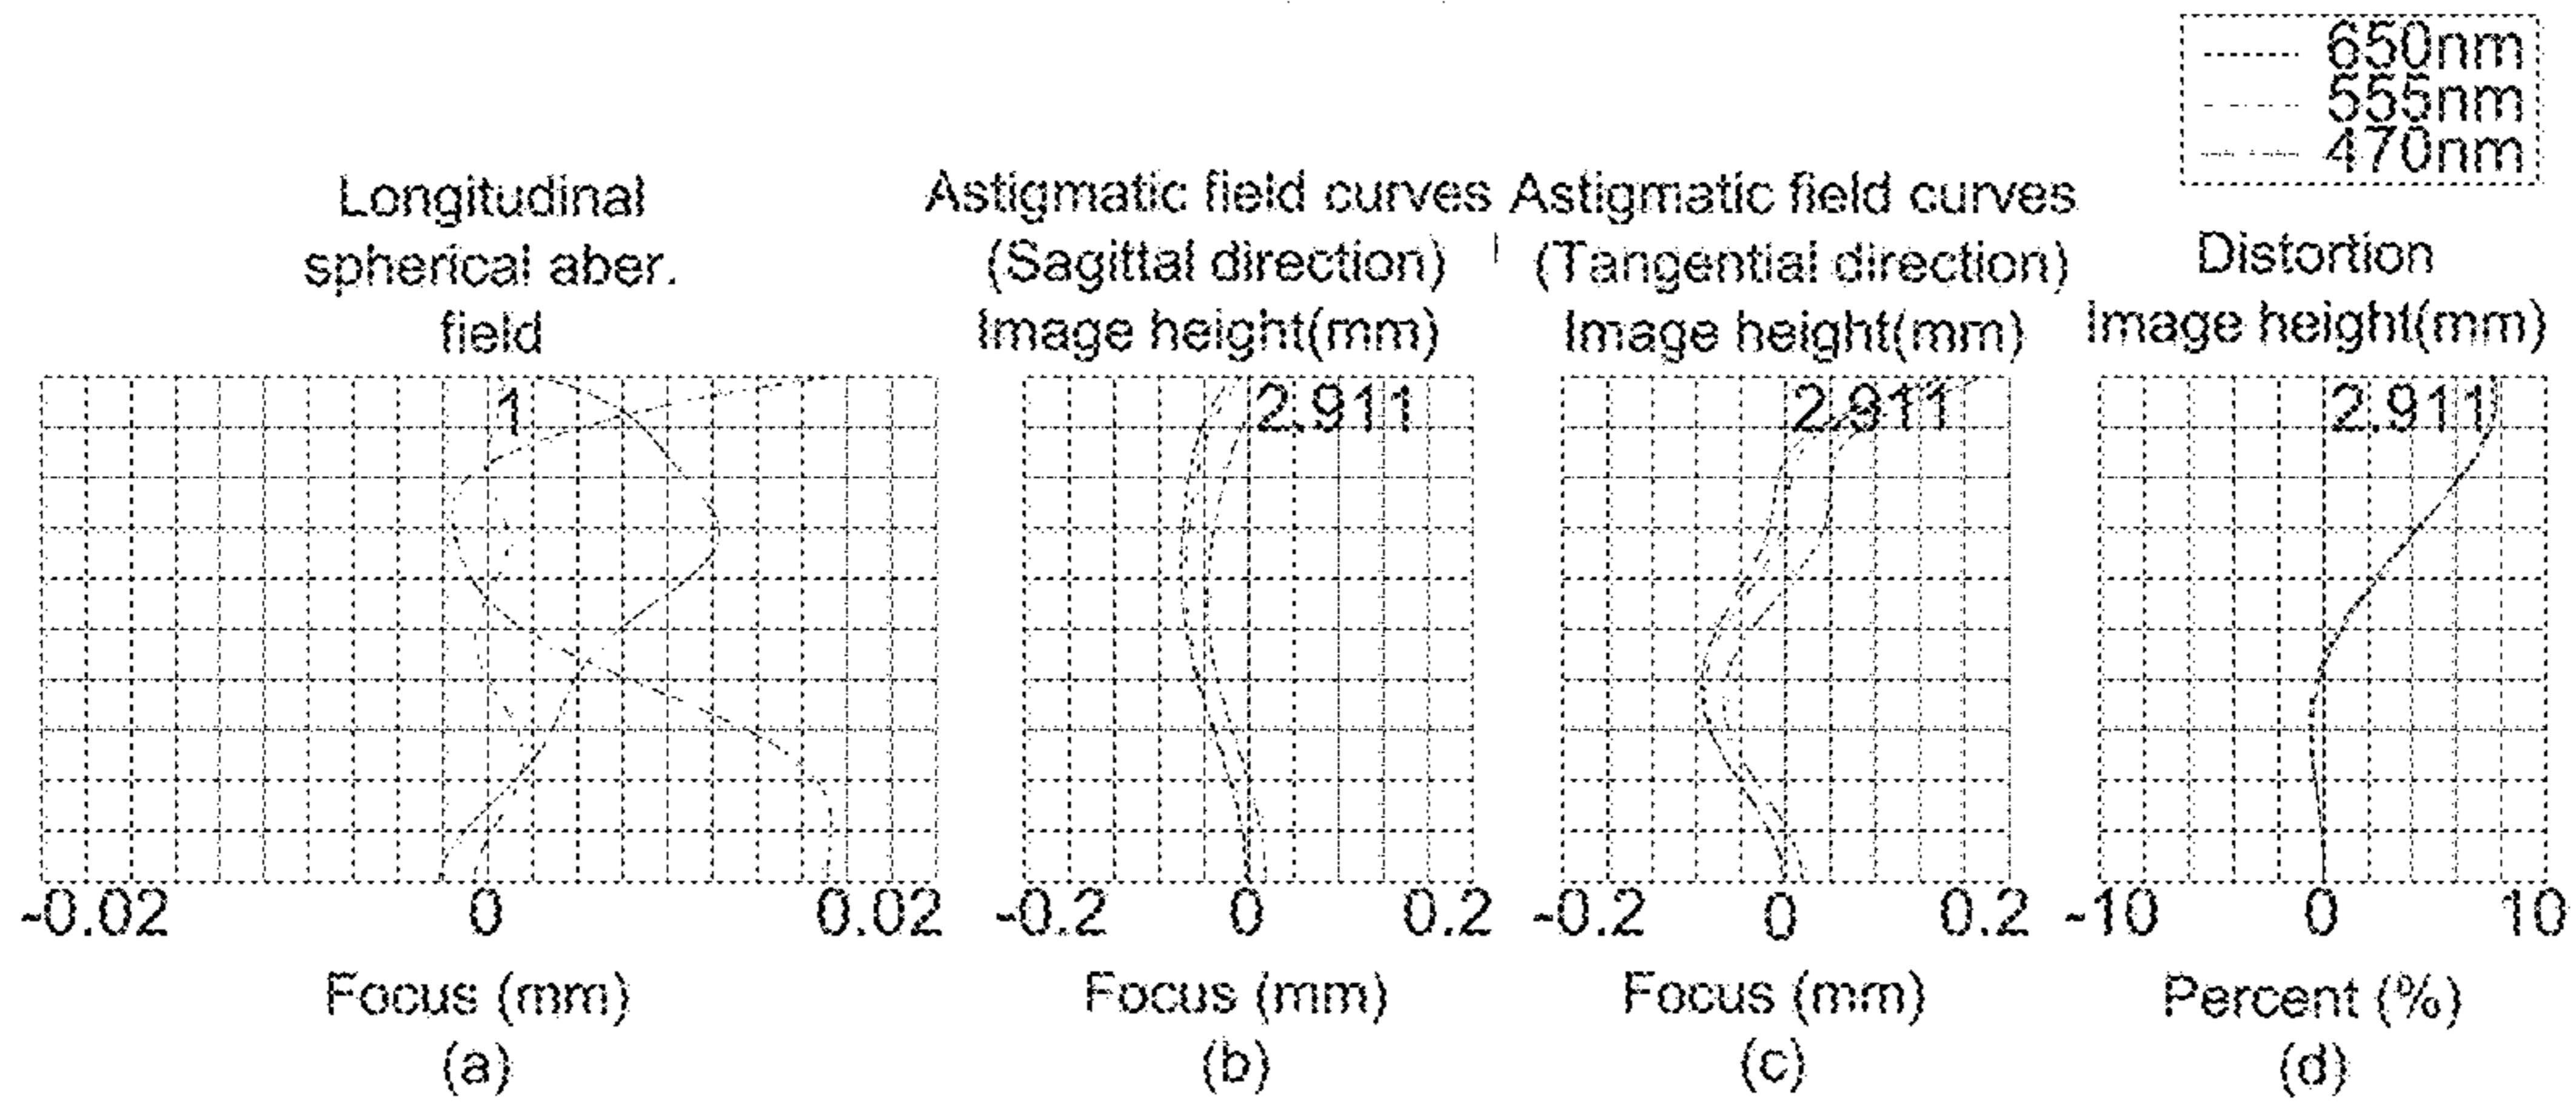 650nm
555nm
470nm
Longitudinal
spherical aber.
field
Astigmatic field curves
(Sagittal direction)
Image height(mm)
Astigmatic field curves
(Tangential direction)
Image height(mm)
Distortion
Image height(mm)
1
2.911
2.911
2.911
-0.02 0 0.02
-0.2 0 0.2
-0.2 0 0.2
-10 0 10
Focus (mm)
Focus (mm)
Focus (mm)
Percent (%)
(a)
(b)
(c)
(d)